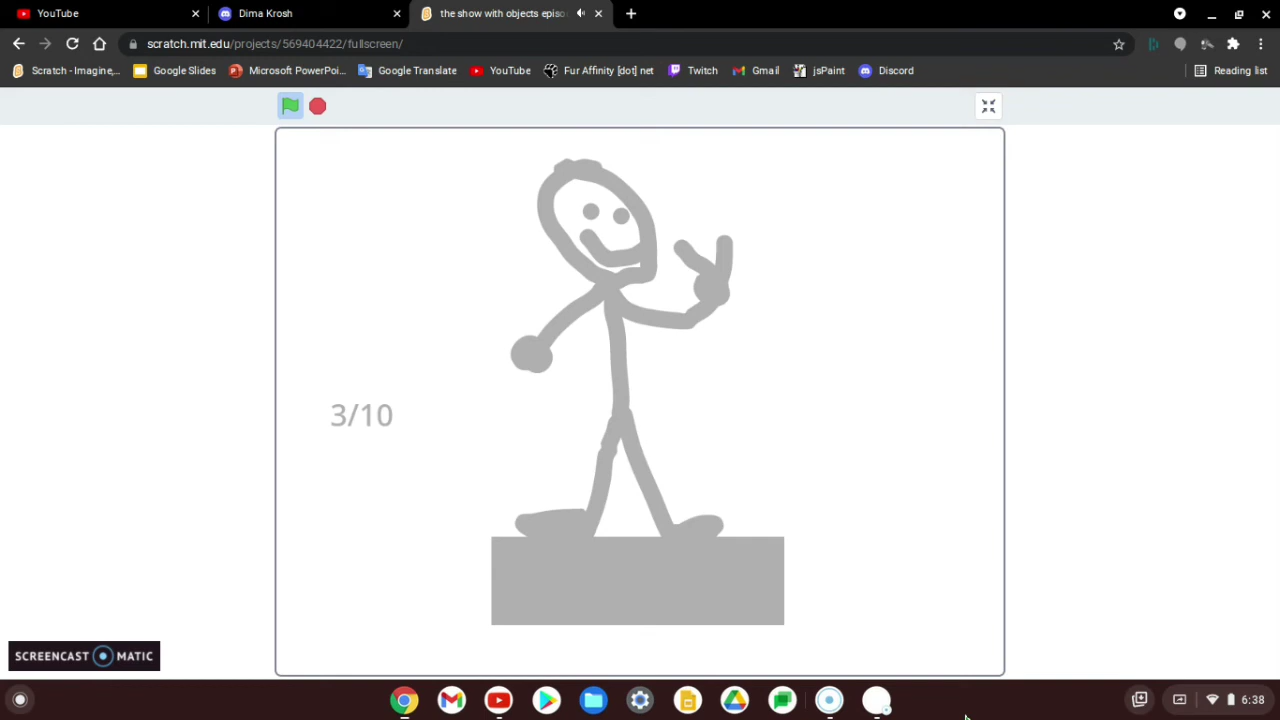 YouTube
Dima Krosh
the show with objects episo
scratch.mit.edu/projects/569404422/fullscreen/
Scratch - Imagine,...
Google Slides
Microsoft PowerPoi...
Google Translate
YouTube
Fur Affinity [dot] net
Twitch
Gmail
jsPaint
Discord
Reading list
3/10
SCREENCAST MATIC
6:38